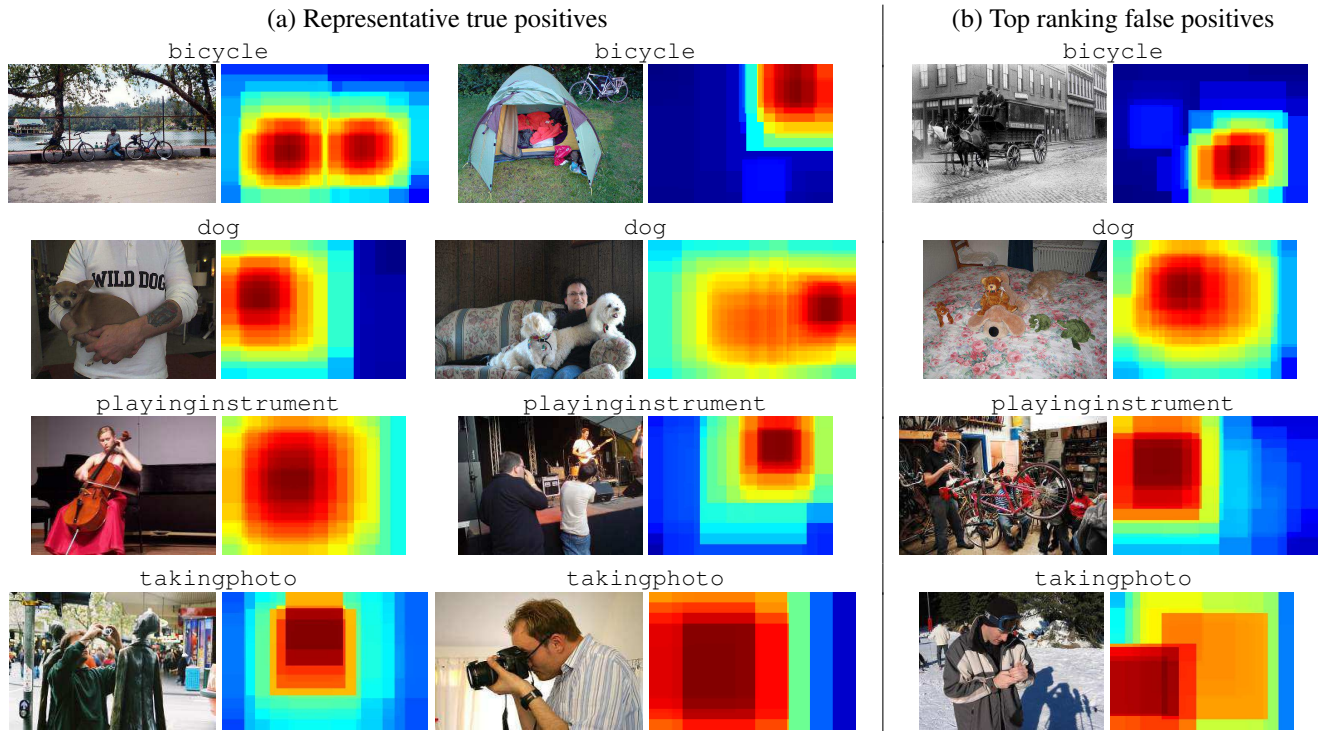 (a) Representative true positives
(b) Top ranking false positives
bicycle
bicycle
bicycle
dog
dog
dog
WILD DOG
playinginstrument
playinginstrument
playinginstrument
takingphoto
takingphoto
takingphoto